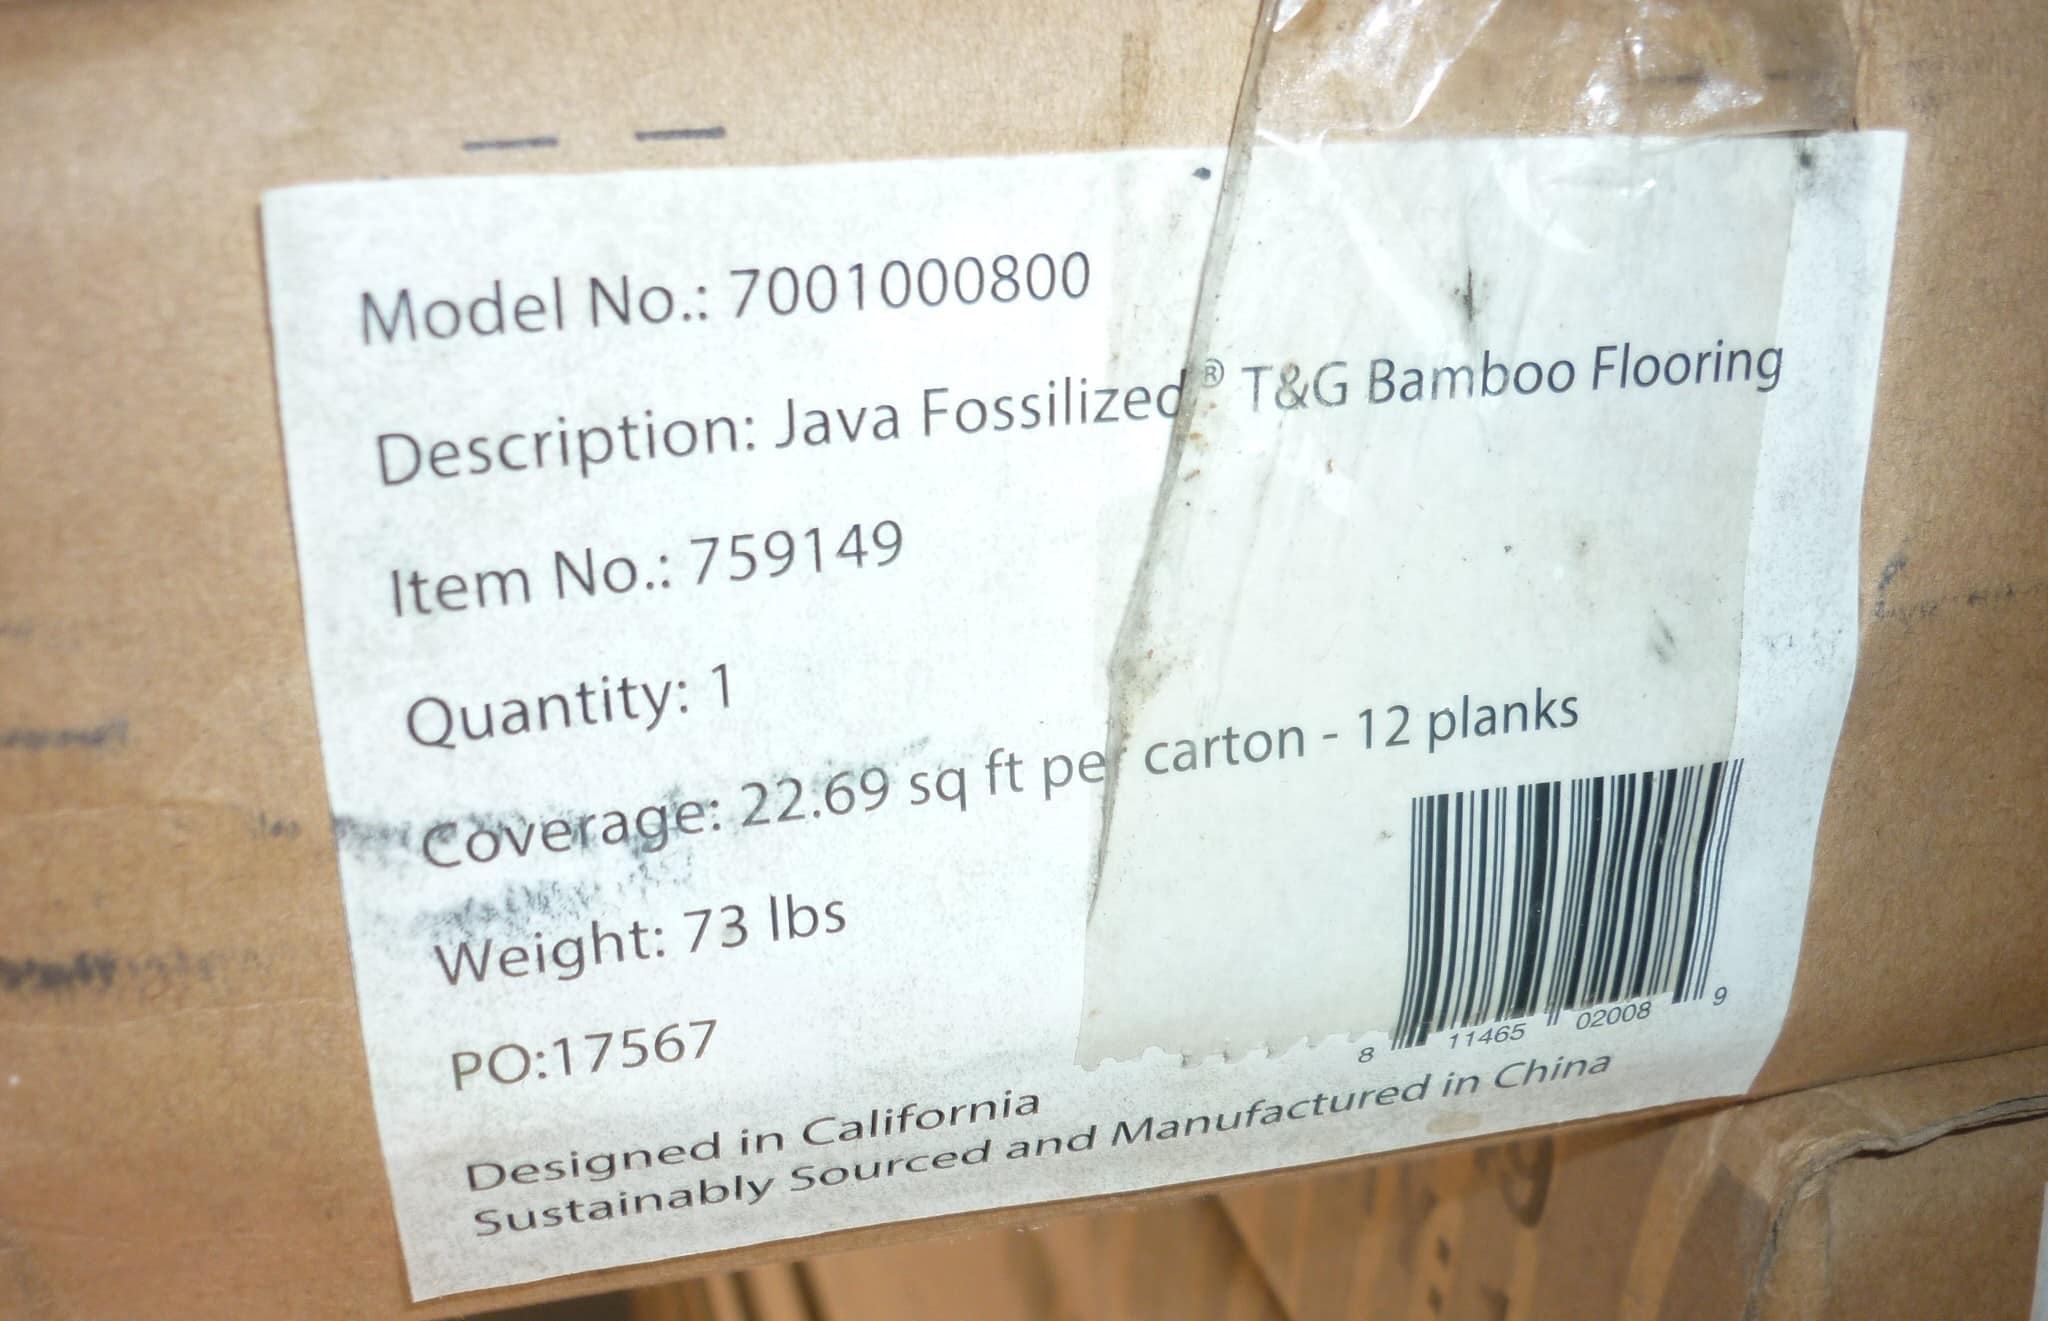 Model No.: 7001000800
Description: Java Fossilized® T&G Bamboo Flooring
Item No.: 759149
Quantity: 1
Coverage: 22.69 sq ft per carton - 12 planks
Weight: 73 lbs
PO:17567
8 11465 02008 9
Designed in California
Sustainably Sourced and Manufactured in China